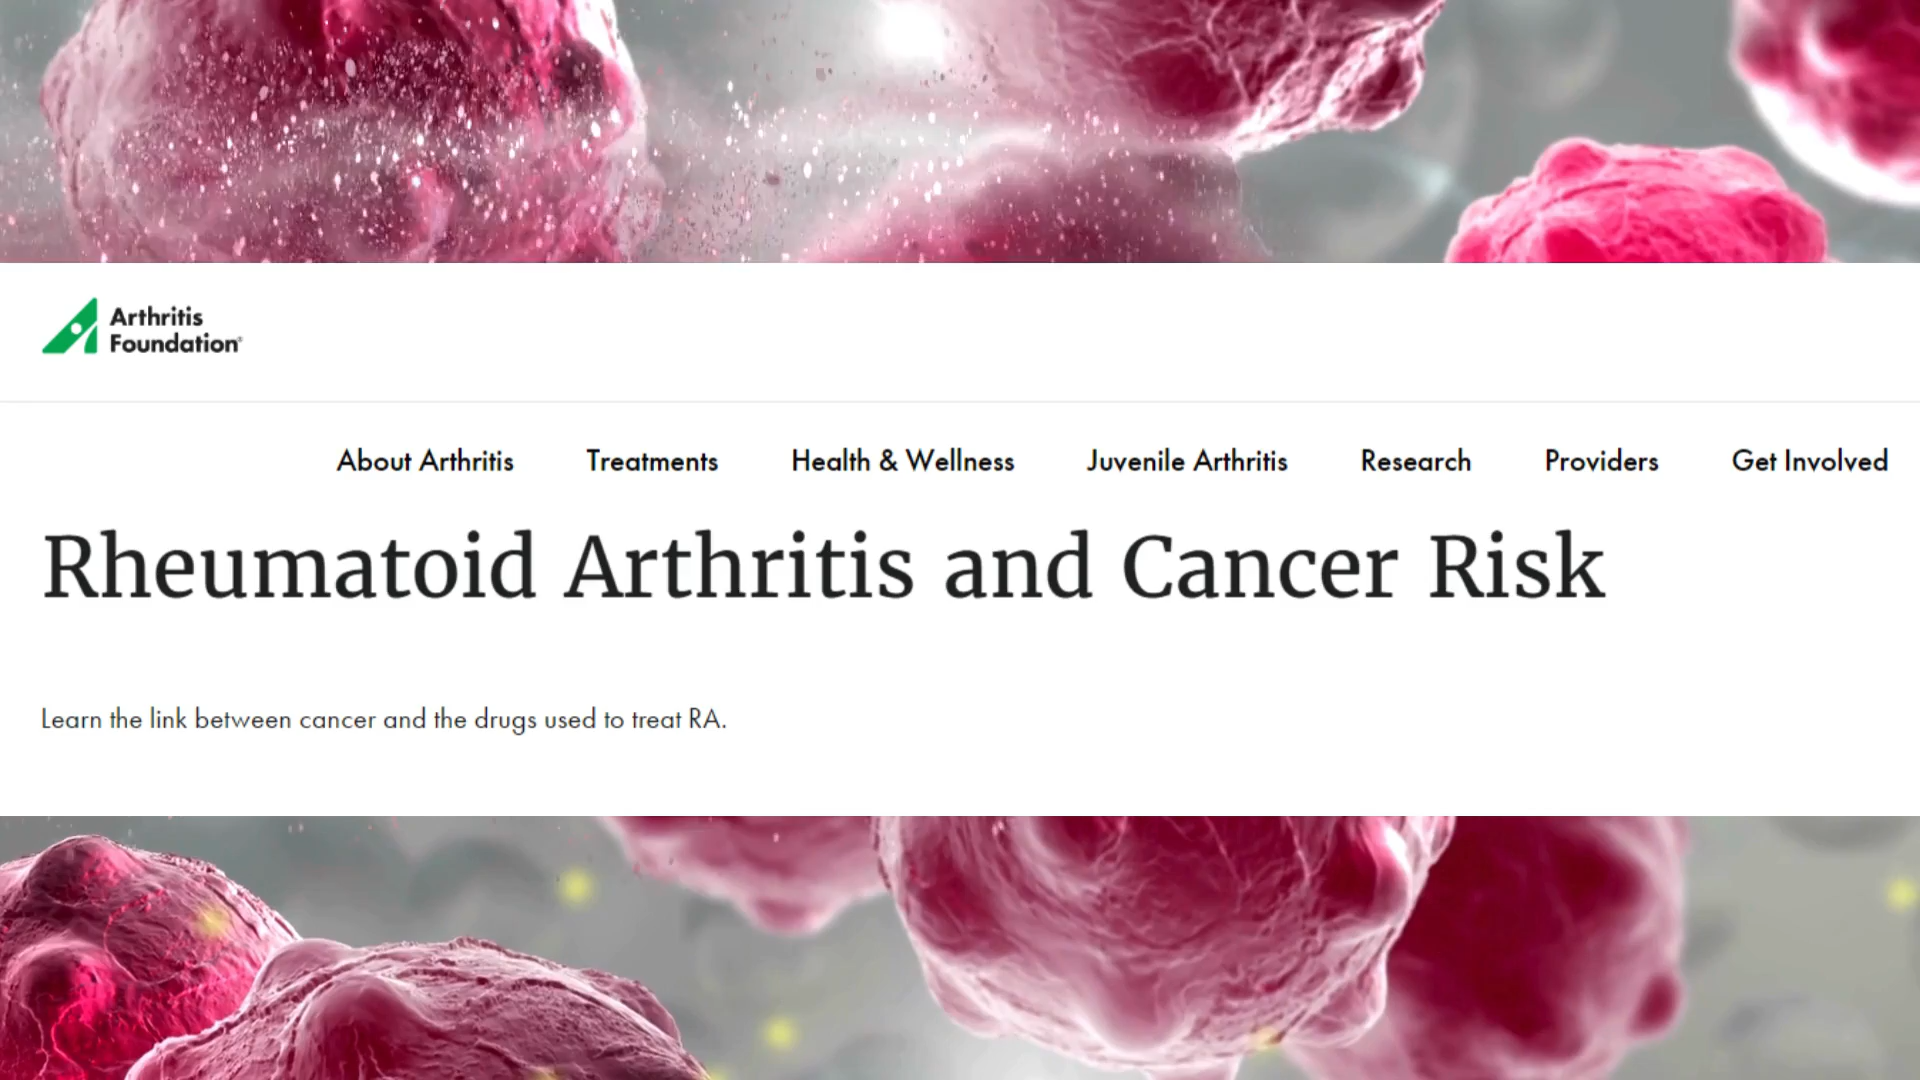 Arthritis
Foundation®
About Arthritis Treatments Health & Wellness Juvenile Arthritis Research Providers Get Involved
Rheumatoid Arthritis and Cancer Risk
Learn the link between cancer and the drugs used to treat RA.